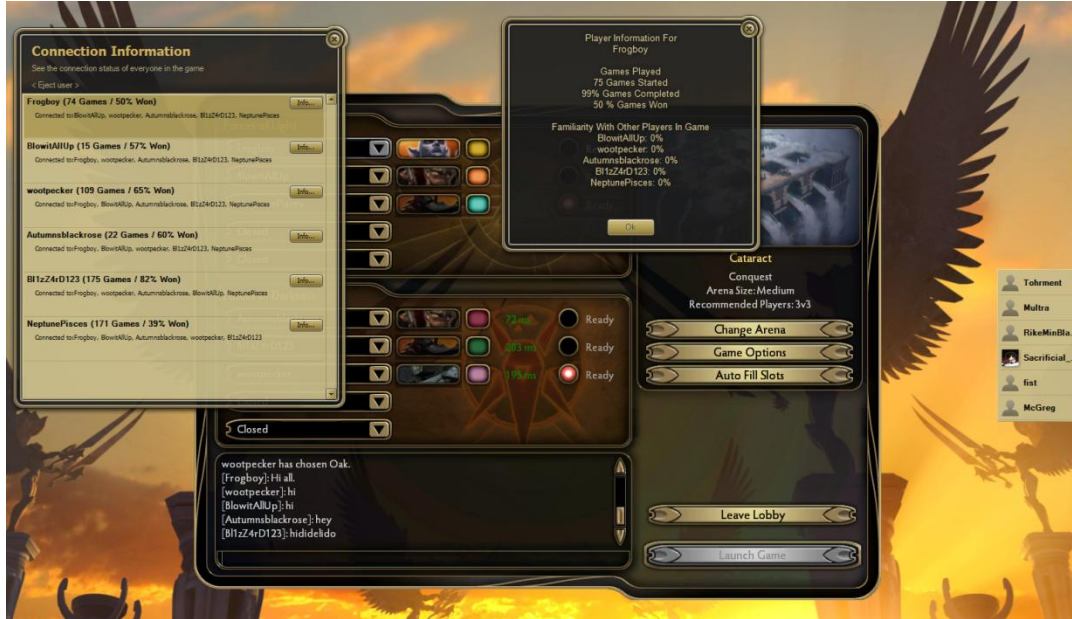 Connection Information
See the connection status of everyone in the game
< Eject user >
Frogboy (74 Games / 50% Won)
Info...
Connected to:BlowitAllUp, wootpecker, Autumnsblackrose, Bl1zZ4rD123, NeptunePisces
BlowitAllUp (15 Games / 57% Won)
Info...
Connected to:Frogboy, wootpecker, Autumnsblackrose, Bl1zZ4rD123, NeptunePisces
wootpecker (109 Games / 65% Won)
Info...
Connected to:Frogboy, BlowitAllUp, Autumnsblackrose, Bl1zZ4rD123, NeptunePisces
Autumnsblackrose (22 Games / 60% Won)
Info...
Connected to:Frogboy, BlowitAllUp, wootpecker, Bl1zZ4rD123, NeptunePisces
Bl1zZ4rD123 (175 Games / 82% Won)
Info...
Connected to:Frogboy, wootpecker, Autumnsblackrose, BlowitAllUp, NeptunePisces
NeptunePisces (171 Games / 39% Won)
Info...
Connected to:Frogboy, BlowitAllUp, Autumnsblackrose, wootpecker, Bl1zZ4rD123
Player Information For
Frogboy
Games Played
75 Games Started
99% Games Completed
50 % Games Won
Familiarity With Other Players In Game
BlowitAllUp: 0%
wootpecker: 0%
Autumnsblackrose: 0%
Bl1zZ4rD123: 0%
NeptunePisces: 0%
Ok
Cataract
Conquest
Arena Size: Medium
Recommended Players: 3v3
Change Arena
Game Options
Auto Fill Slots
72 ms
Ready
203 ms
Ready
195 ms
Ready
Closed
wootpecker has chosen Oak.
[Frogboy]: Hi all.
[wootpecker]: hi
[BlowitAllUp]: hi
[Autumnsblackrose]: hey
[Bl1zZ4rD123]: hididelido
Leave Lobby
Launch Game
Tohrment
Multra
RikeMinBla..
Sacrificial_..
fist
McGreg